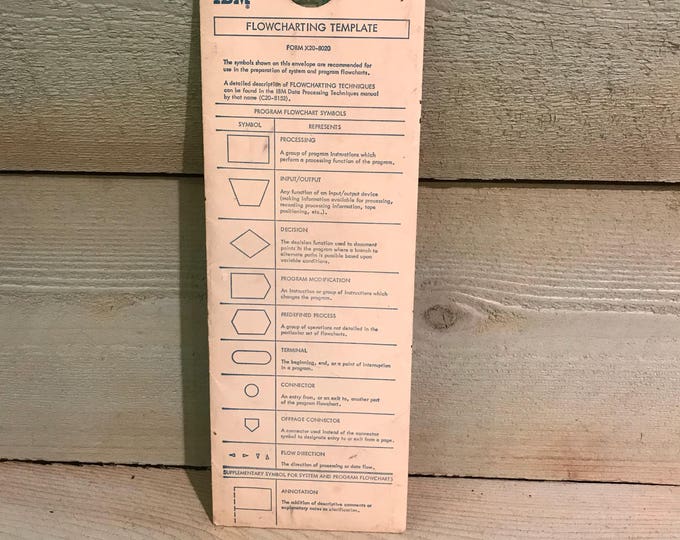 IBM®
FLOWCHARTING TEMPLATE
FORM X20-8020
The symbols shown on this envelope are recommended for
use in the preparation of system and program flowcharts.
A detailed description of FLOWCHARTING TECHNIQUES
can be found in the IBM Data Processing Techniques manual
by that name (C20-8152).
PROGRAM FLOWCHART SYMBOLS
SYMBOL REPRESENTS
PROCESSING
A group of program instructions which
perform a processing function of the program.
INPUT/OUTPUT
Any function of an input/output device
(making information available for processing,
recording processing information, tape
positioning, etc.).
DECISION
The decision function used to document
points in the program where a branch to
alternate paths is possible based upon
variable conditions.
PROGRAM MODIFICATION
An instruction or group of instructions which
changes the program.
PREDEFINED PROCESS
A group of operations not detailed in the
particular set of flowcharts.
TERMINAL
The beginning, end, or a point of interruption
in a program.
CONNECTOR
An entry from, or an exit to, another part
of the program flowchart.
OFFPAGE CONNECTOR
A connector used instead of the connector
symbol to designate entry to or exit from a page.
FLOW DIRECTION
The direction of processing or data flow.
SUPPLEMENTARY SYMBOL FOR SYSTEM AND PROGRAM FLOWCHARTS
ANNOTATION
The addition of descriptive comments or
explanatory notes as clarification.